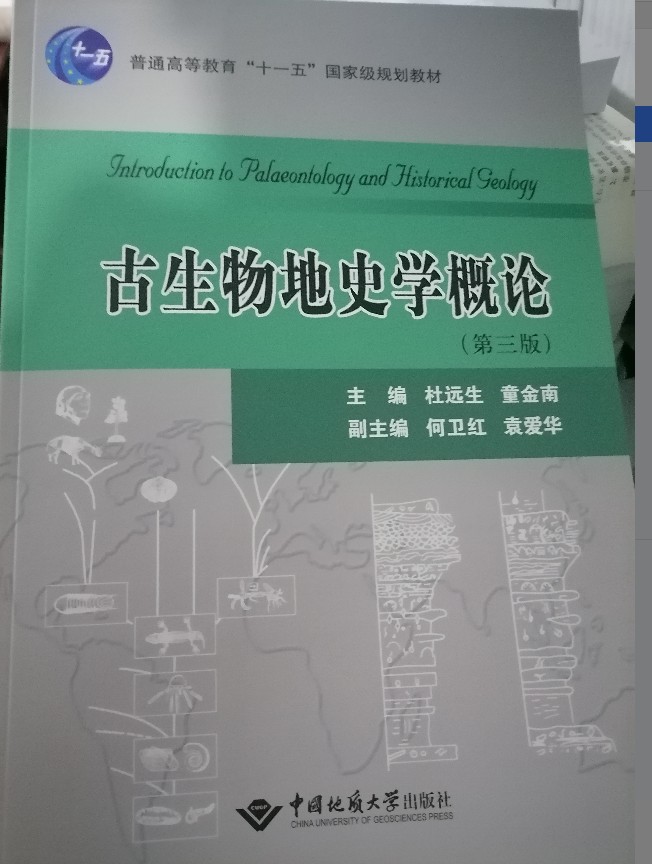 十一五
普通高等教育“十一五”国家级规划教材
Introduction to Palaeontology and Historical Geology
古生物地史学概论
(第三版)
主 编 杜远生 童金南
副主编 何卫红 袁爱华
CUGP
中国地质大学出版社
CHINA UNIVERSITY OF GEOSCIENCES PRESS